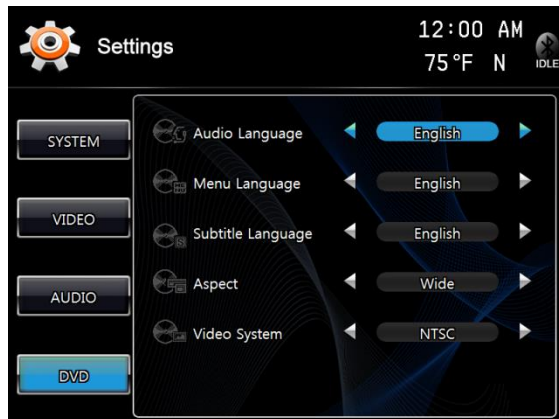 Settings
12:00 AM
75°F N
IDLE
SYSTEM
VIDEO
AUDIO
DVD
Audio Language English
Menu Language English
Subtitle Language English
Aspect Wide
Video System NTSC